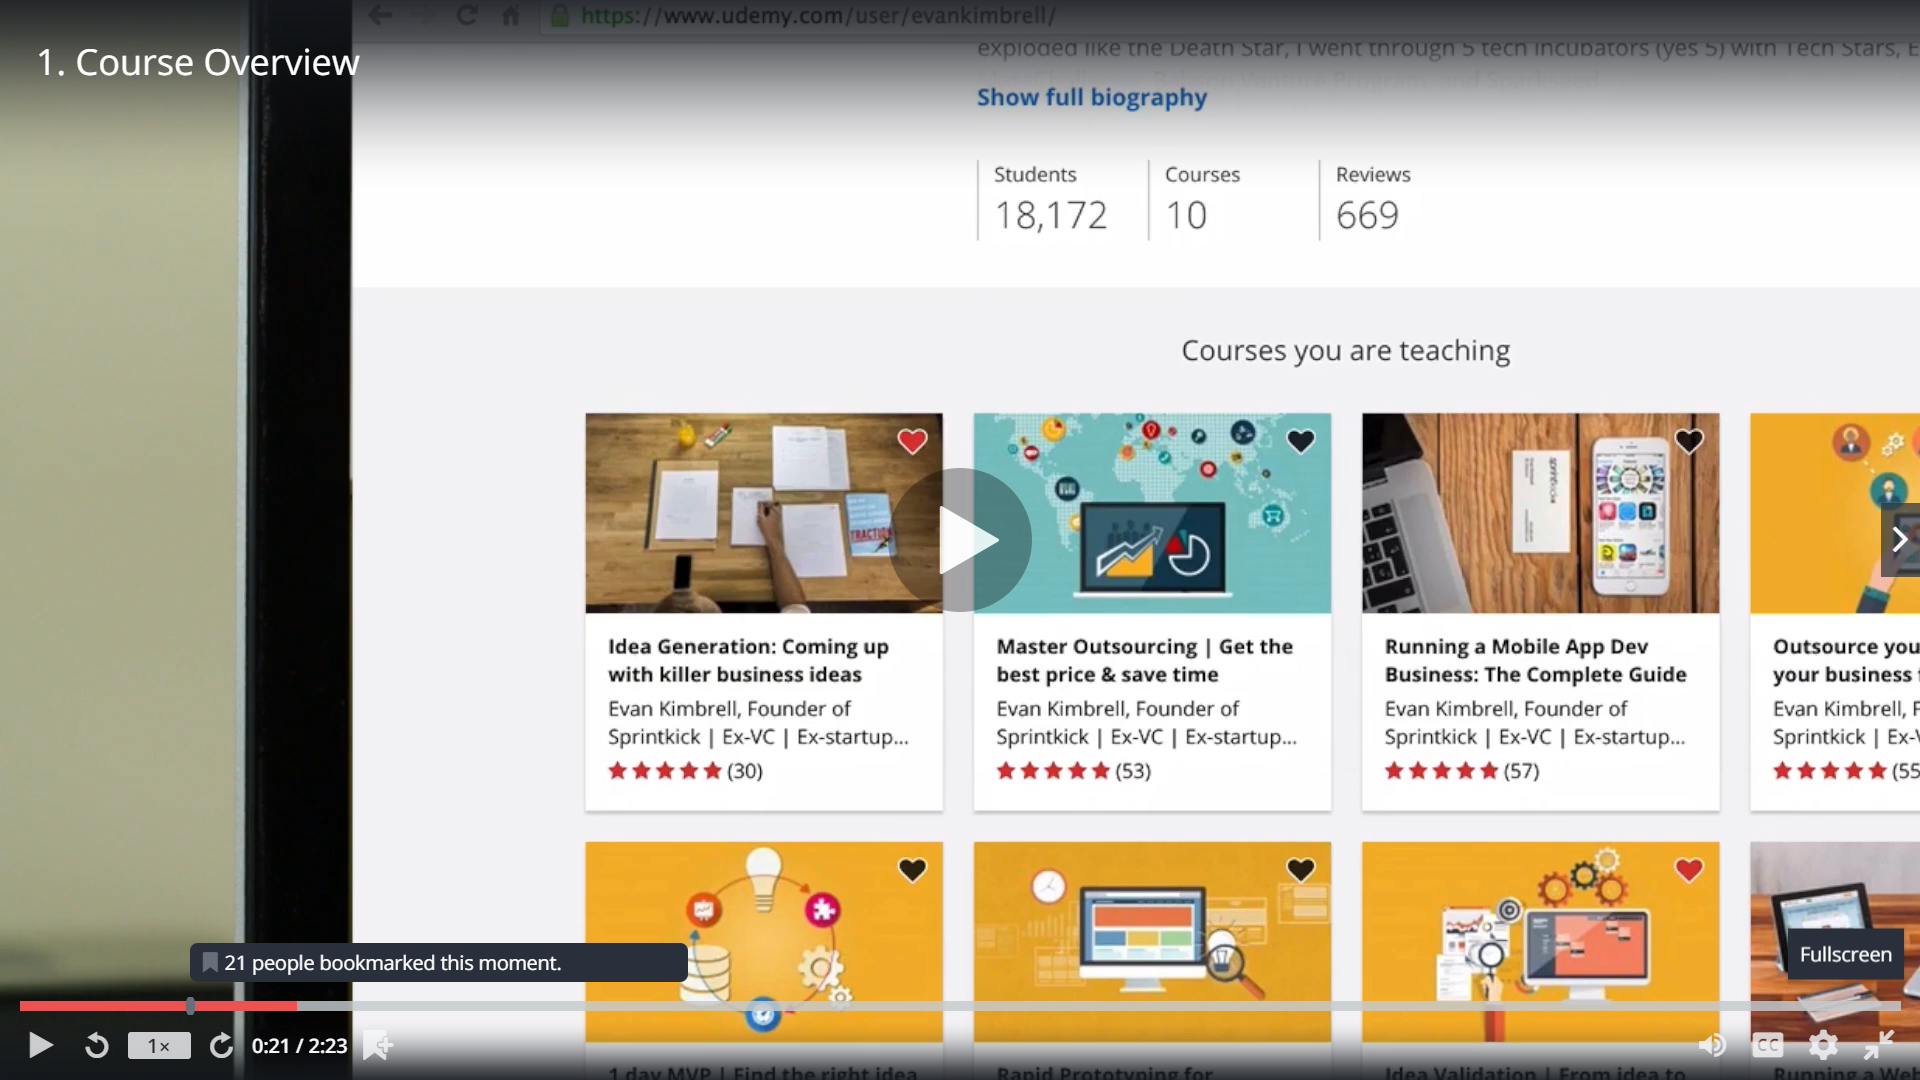 https://www.udemy.com/user/evankimbrell/
1. Course Overview
exploded like the Death Star, I went through 5 tech incubators (yes 5) with Tech Stars, E
Show full biography
Students
18,172
Courses
10
Reviews
669
Courses you are teaching
TRACTION
Idea Generation: Coming up
with killer business ideas
Evan Kimbrell, Founder of
Sprintkick | Ex-VC | Ex-startup...
(30)
Master Outsourcing | Get the
best price & save time
Evan Kimbrell, Founder of
Sprintkick | Ex-VC | Ex-startup...
(53)
Running a Mobile App Dev
Business: The Complete Guide
Evan Kimbrell, Founder of
Sprintkick | Ex-VC | Ex-startup...
(57)
Outsource you
your business
Evan Kimbrell, F
Sprintkick | Ex-V
(55
21 people bookmarked this moment.
Fullscreen
1×
0:21 / 2:23
CC
1 day MVP | Find the right idea
Rapid Prototyping for
Idea Validation | From idea to
Running a Web